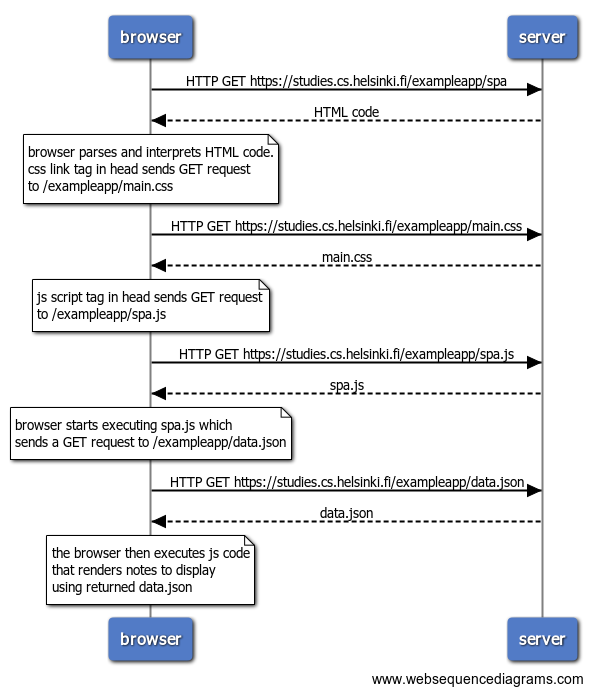 browser
server
HTTP GET https://studies.cs.helsinki.fi/exampleapp/spa
HTML code
browser parses and interprets HTML code.
css link tag in head sends GET request
to /exampleapp/main.css
HTTP GET https://studies.cs.helsinki.fi/exampleapp/main.css
main.css
js script tag in head sends GET request
to /exampleapp/spa.js
HTTP GET https://studies.cs.helsinki.fi/exampleapp/spa.js
spa.js
browser starts executing spa.js which
sends a GET request to /exampleapp/data.json
HTTP GET https://studies.cs.helsinki.fi/exampleapp/data.json
data.json
the browser then executes js code
that renders notes to display
using returned data.json
browser
server
www.websequencediagrams.com